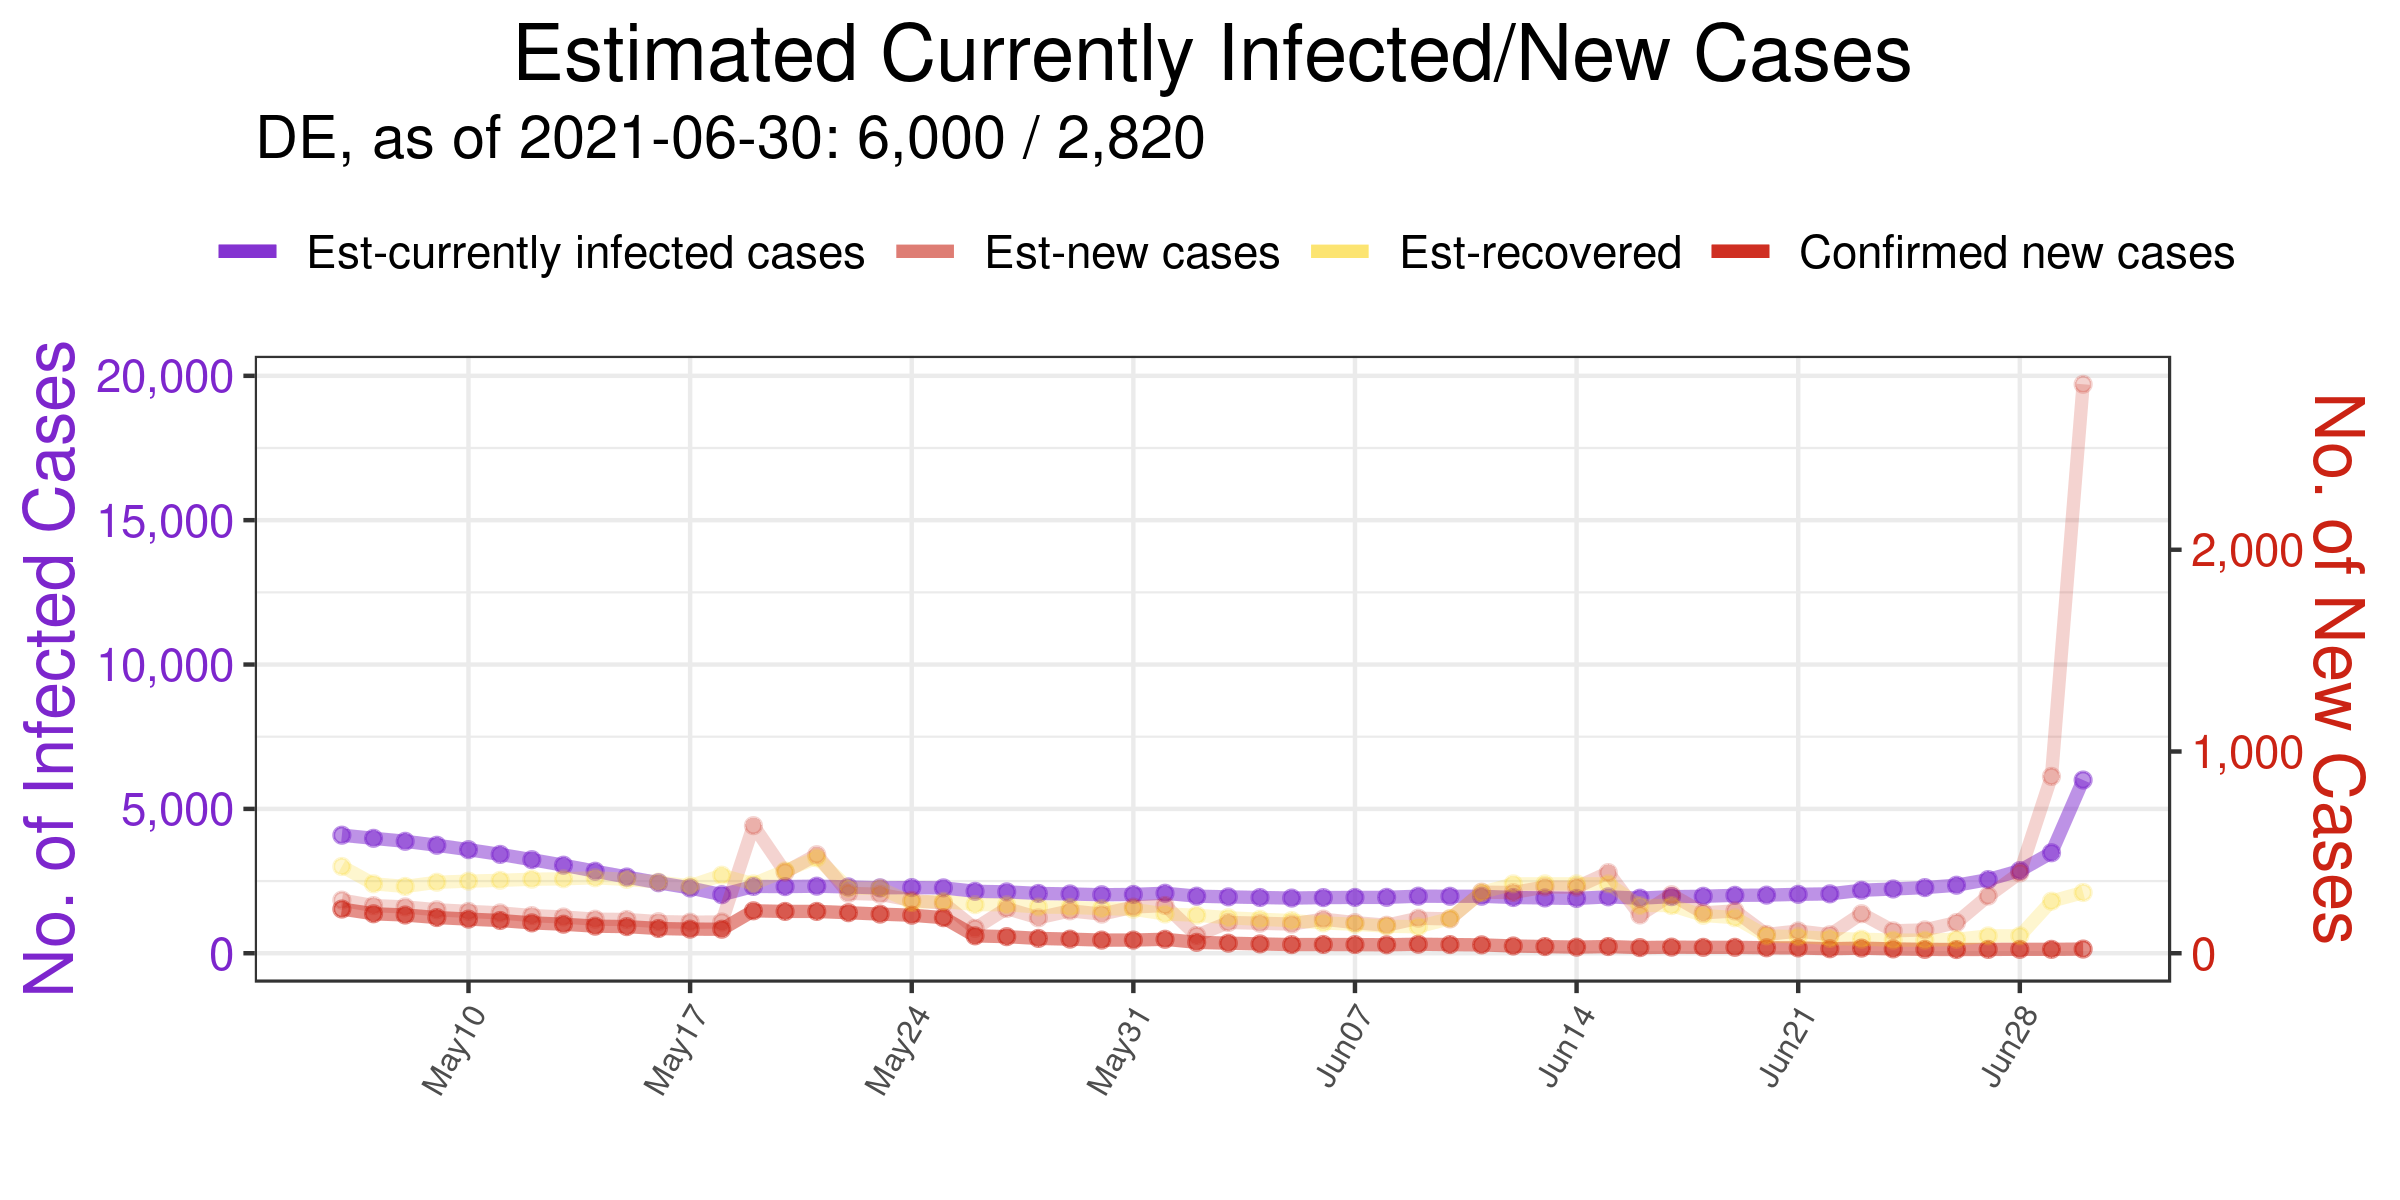 Estimated Currently Infected/New Cases
DE, as of 2021-06-30: 6,000 / 2,820
Est-currently infected cases Est-new cases Est-recovered Confirmed new cases
No. of Infected Cases
20,000
15,000
10,000
5,000
0
2,000
1,000
0
No. of New Cases
May10 May17 May24 May31 Jun07 Jun14 Jun21 Jun28